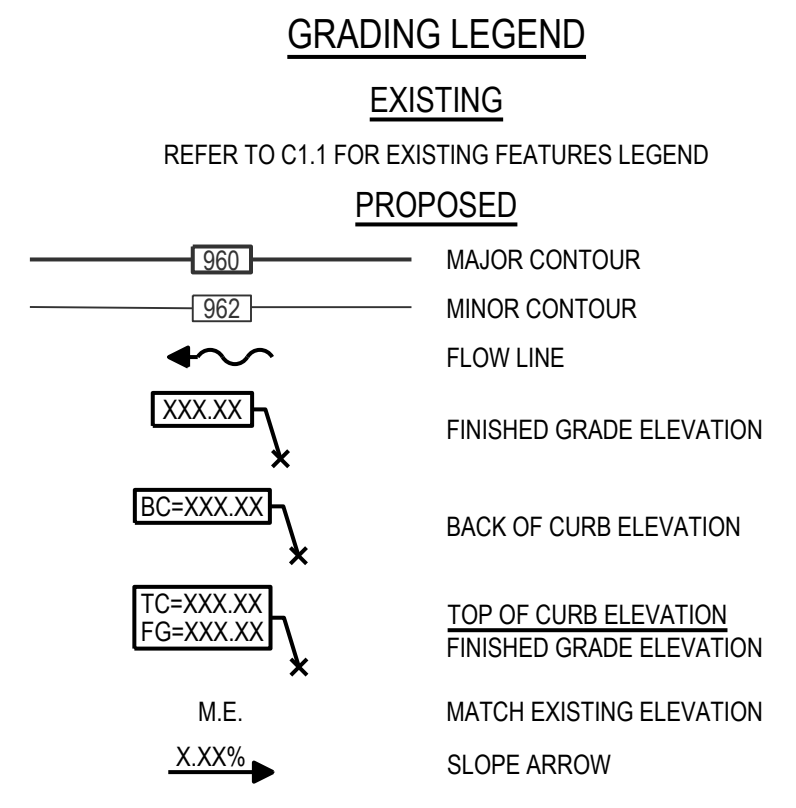 GRADING LEGEND
EXISTING
REFER TO C1.1 FOR EXISTING FEATURES LEGEND
PROPOSED
960 MAJOR CONTOUR
962 MINOR CONTOUR
FLOW LINE
XXX.XX FINISHED GRADE ELEVATION
BC=XXX.XX BACK OF CURB ELEVATION
TC=XXX.XX TOP OF CURB ELEVATION
FG=XXX.XX FINISHED GRADE ELEVATION
M.E. MATCH EXISTING ELEVATION
X.XX% SLOPE ARROW